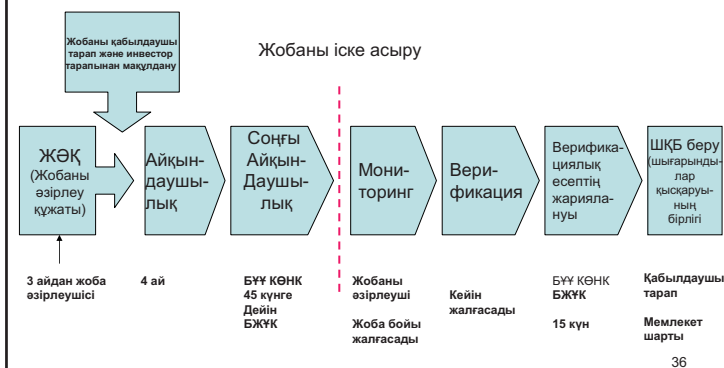 Жобаны қабылдаушы
тарап және инвестор
тарапынан мақұлдану
Жобаны іске асыру
ЖӘҚ
(Жобаны
әзірлеу
құжаты)
Айқын-
даушы-
лық
Соңғы
Айқын-
Даушы-
лық
Мони-
торинг
Вери-
фикация
Верифика-
циялық
есептің
жарияла-
нуы
ШҚБ беру
(шығарынды-
лар
қысқаруы-
ның
бірлігі
3 айдан жоба
әзірлеушісі
4 ай
БҰҰ КӨНК
45 күнге
Дейін
БЖҰК
Жобаны
әзірлеуші
Жоба бойы
жалғасады
Кейін
жалғасады
БҰҰ КӨНК
БЖҰК
15 күн
Қабылдаушы
тарап
Мемлекет
шарты
36